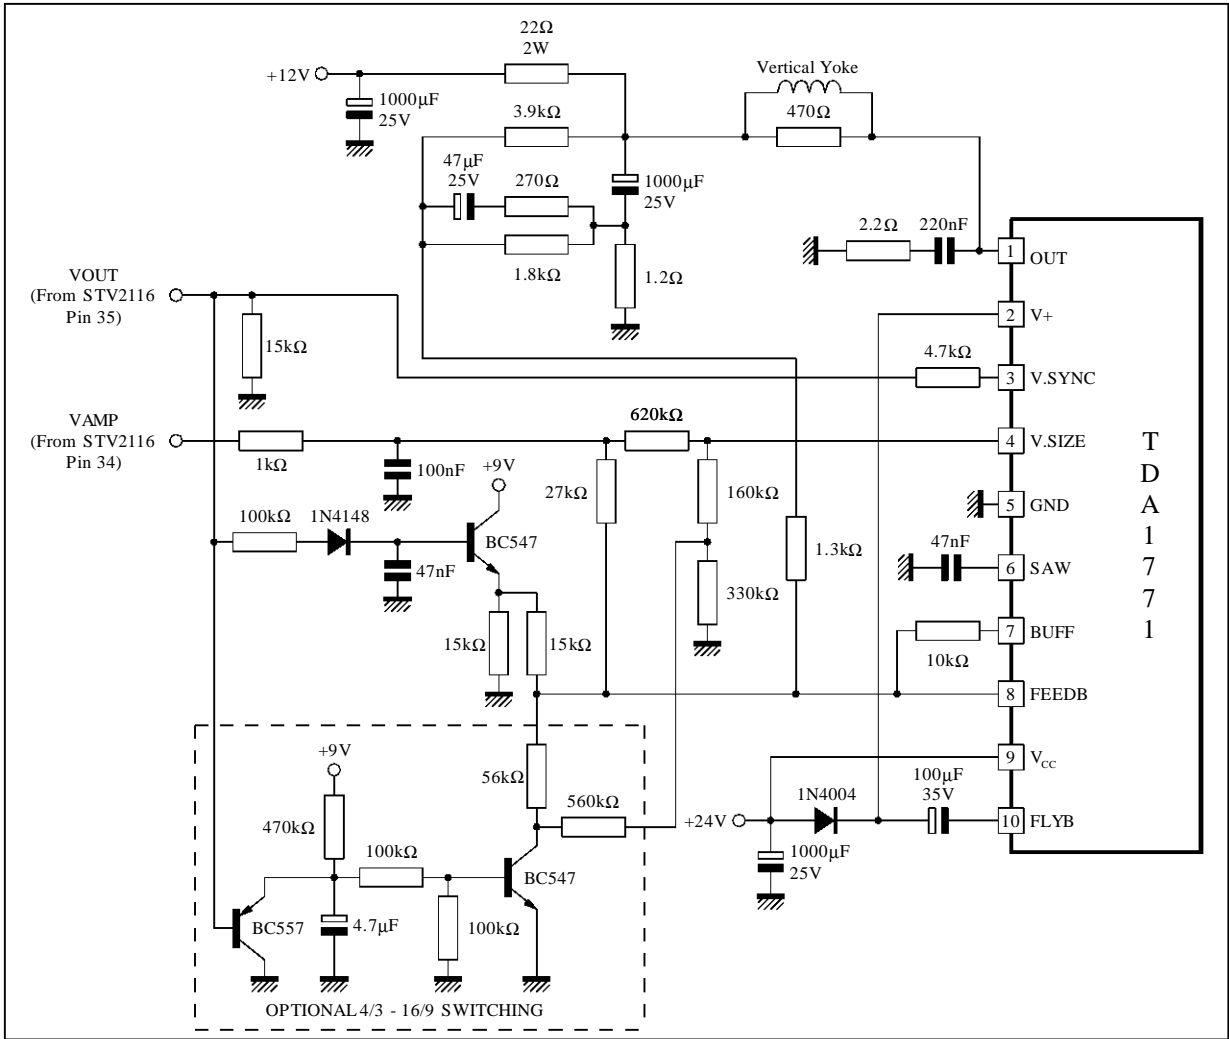 22Ω
2W
+12V
1000µF
25V
3.9kΩ
Vertical Yoke
470Ω
47µF
25V
270Ω
1000µF
25V
1.8kΩ
1.2Ω
2.2Ω
220nF
1
OUT
VOUT
(From STV2116
Pin 35)
15kΩ
2
V+
4.7kΩ
3
V.SYNC
VAMP
(From STV2116
Pin 34)
1kΩ
100nF
620kΩ
4
V.SIZE
+9V
27kΩ
160kΩ
5
GND
100kΩ
1N4148
BC547
47nF
1.3kΩ
47nF
6
SAW
330kΩ
15kΩ
15kΩ
7
BUFF
10kΩ
8
FEEDB
+9V
56kΩ
9
VCC
470kΩ
560kΩ
+24V
1N4004
100µF
35V
10
FLYB
1000µF
25V
100kΩ
BC547
BC557
4.7µF
100kΩ
OPTIONAL 4/3 - 16/9 SWITCHING
T
D
A
1
7
7
1